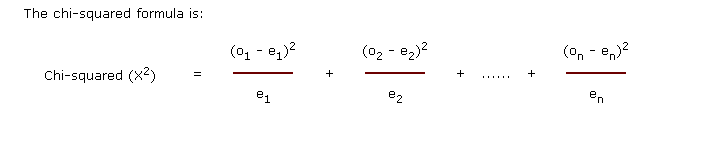 The chi-squared formula is:
(o₁ - e₁)² (o₂ - e₂)² (oₙ - eₙ)²
Chi-squared (X²) = + + ...... +
e₁ e₂ eₙ